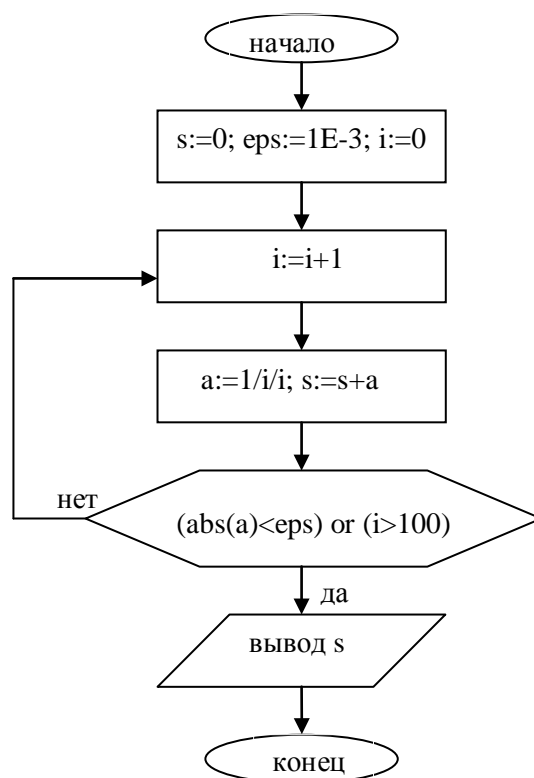 начало
s:=0; eps:=1E-3; i:=0
i:=i+1
a:=1/i/i; s:=s+a
нет
(abs(a)<eps) or (i>100)
да
вывод s
конец